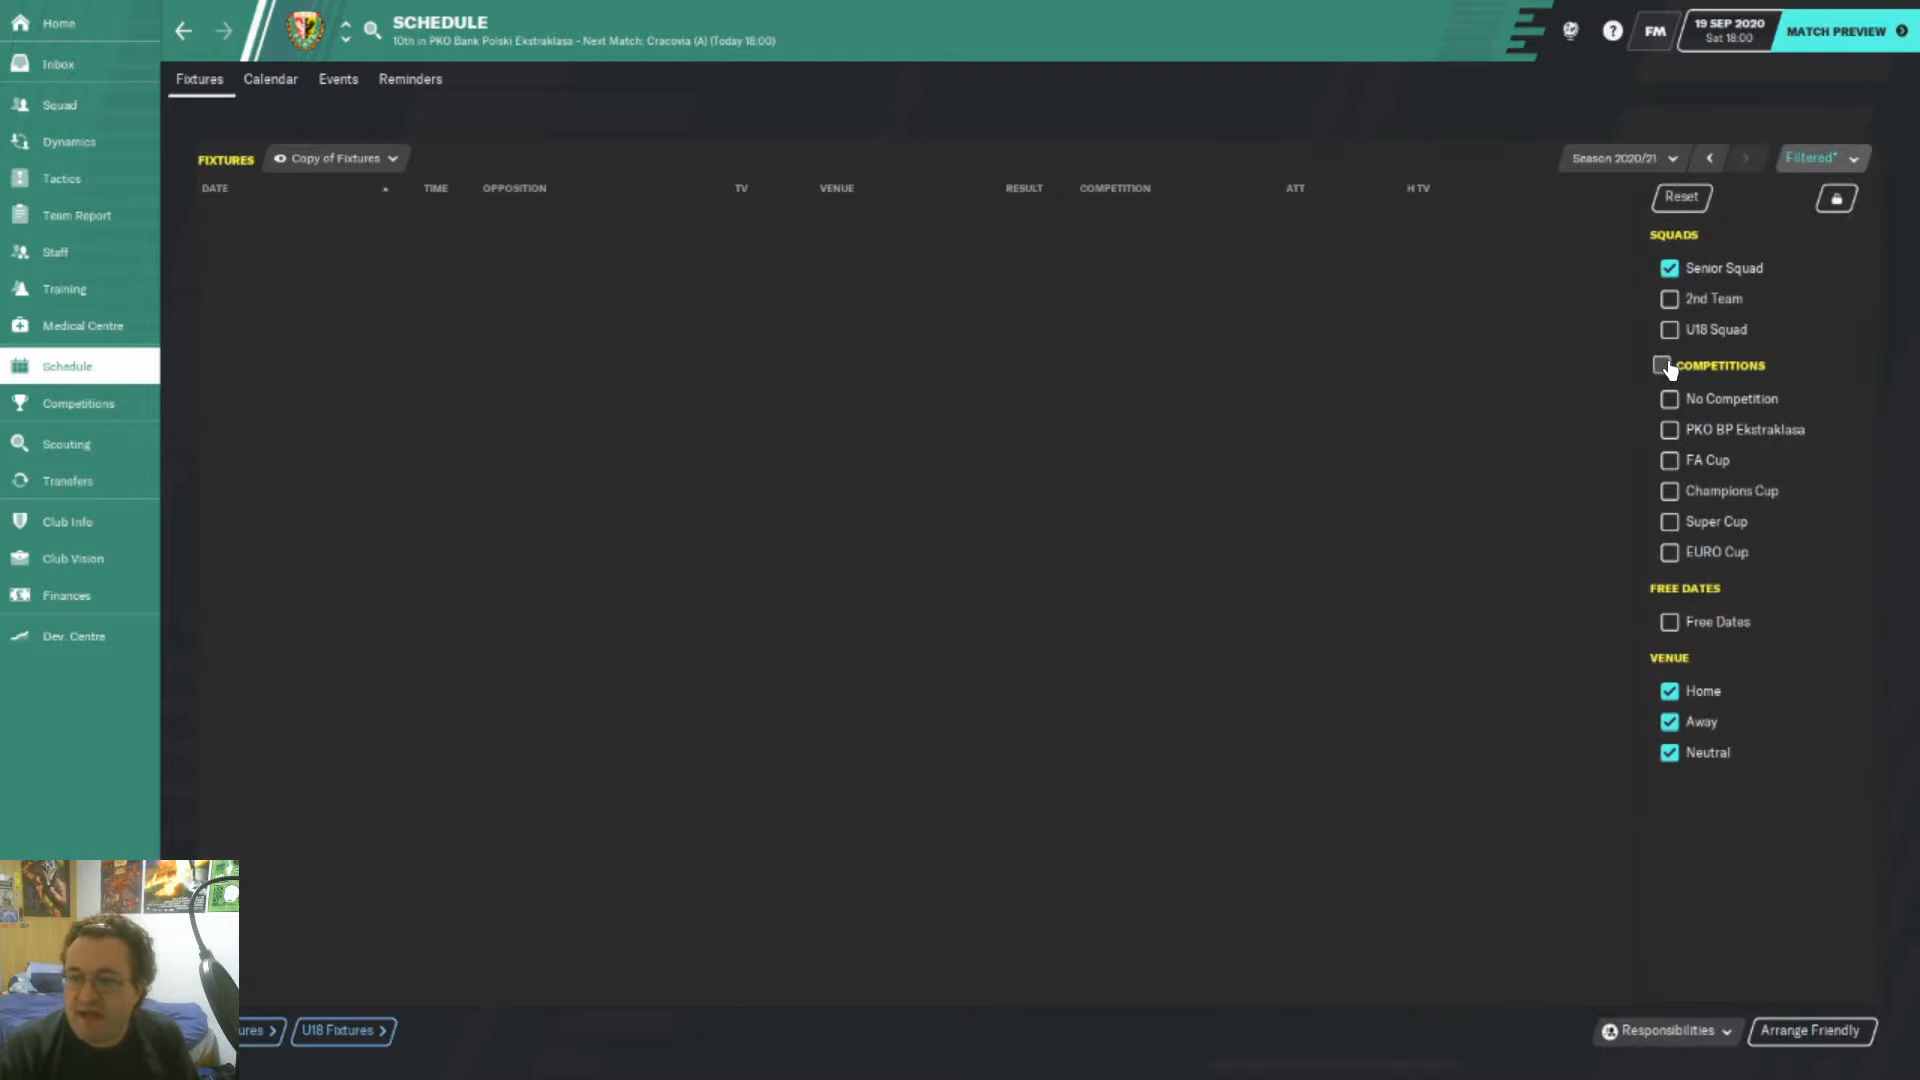 Home
Inbox
Squad
Dynamics
Tactics
Team Report
Staff
Training
Medical Centre
Schedule
Competitions
Scouting
Transfers
Club Info
Club Vision
Finances
Dev. Centre
SCHEDULE
10th in PKO Bank Polski Ekstraklasa - Next Match: Cracovia (A) (Today 18:00)
?
FM
19 SEP 2020
Sat 18:00
MATCH PREVIEW
Fixtures
Calendar
Events
Reminders
FIXTURES
Copy of Fixtures
Season 2020/21
Filtered*
DATE
TIME
OPPOSITION
TV
VENUE
RESULT
COMPETITION
ATT
H TV
Reset
SQUADS
Senior Squad
2nd Team
U18 Squad
COMPETITIONS
No Competition
PKO BP Ekstraklasa
FA Cup
Champions Cup
Super Cup
EURO Cup
FREE DATES
Free Dates
VENUE
Home
Away
Neutral
ures
U18 Fixtures
Responsibilities
Arrange Friendly